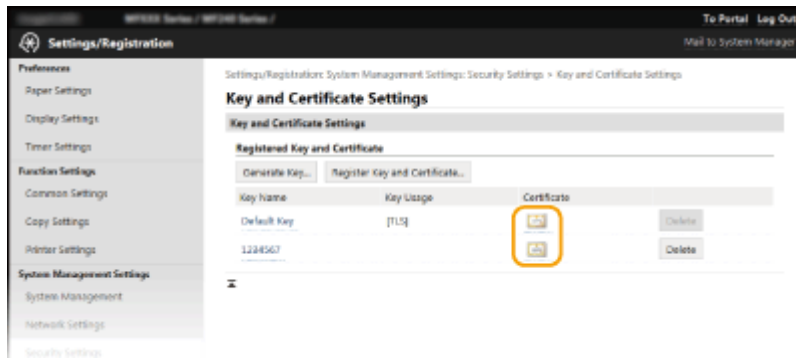 To Portal Log Out
Settings/Registration
Mail to System Manager
Preferences
Paper Settings
Display Settings
Timer Settings
Function Settings
Common Settings
Copy Settings
Printer Settings
System Management Settings
System Management
Network Settings
Security Settings
Settings/Registration: System Management Settings: Security Settings > Key and Certificate Settings
Key and Certificate Settings
Key and Certificate Settings
Registered Key and Certificate
Generate Key... Register Key and Certificate...
Key Name Key Usage Certificate
Default Key [TLS] Delete
1234567 Delete